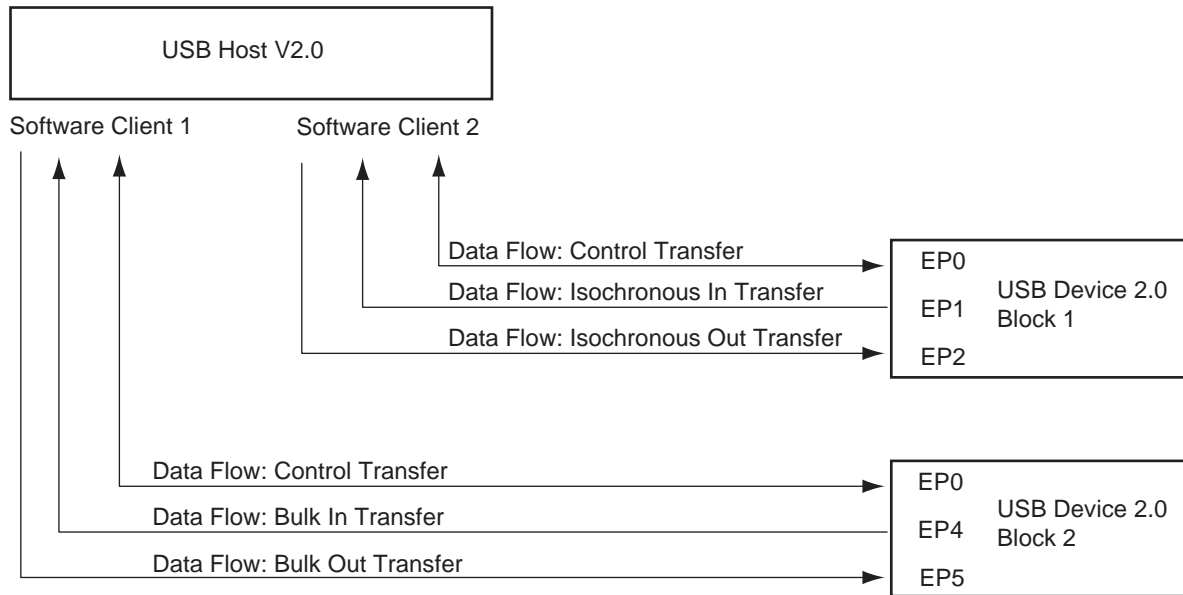 USB Host V2.0
Software Client 1
Software Client 2
Data Flow: Control Transfer
Data Flow: Isochronous In Transfer
Data Flow: Isochronous Out Transfer
EP0
EP1
EP2
USB Device 2.0
Block 1
Data Flow: Control Transfer
Data Flow: Bulk In Transfer
Data Flow: Bulk Out Transfer
EP0
EP4
EP5
USB Device 2.0
Block 2